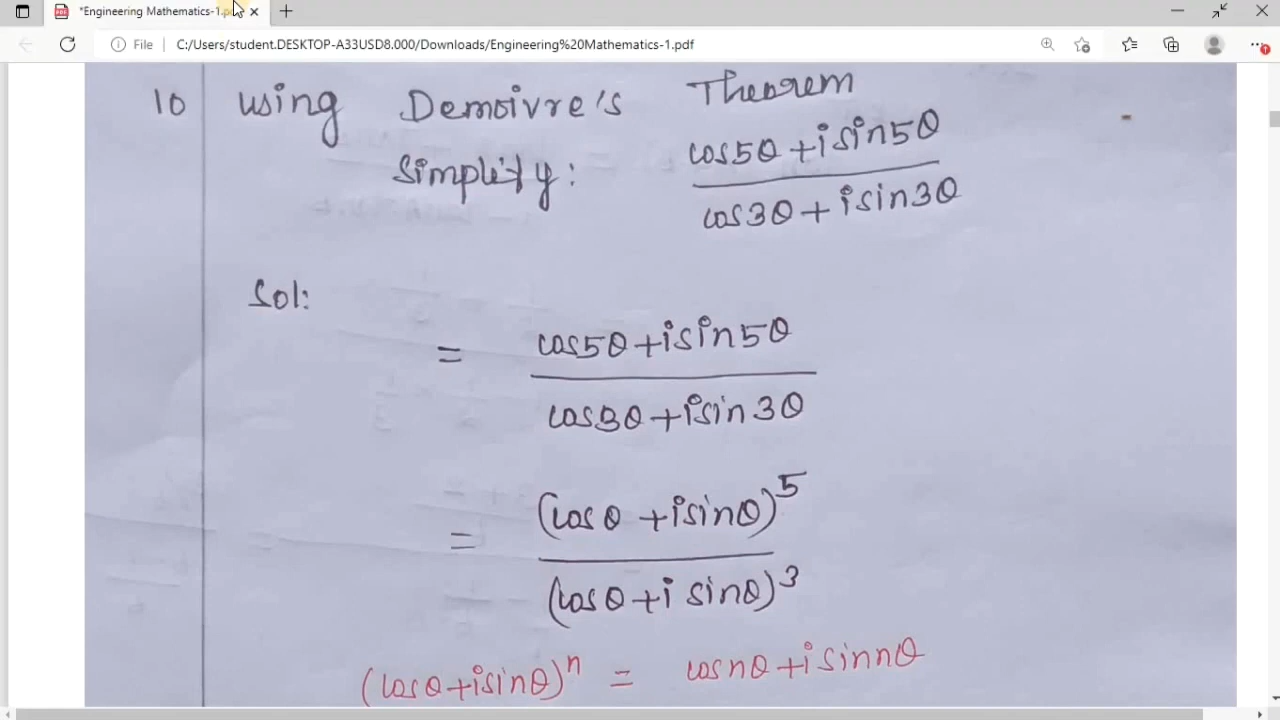 *Engineering Mathematics-1.p
File | C:/Users/student.DESKTOP-A33USD8.000/Downloads/Engineering%20Mathematics-1.pdf
10 using Demoivre's Theorem
Simplify: cos5θ+isin5θ
cos3θ+isin3θ
Sol:
= cos5θ+isin5θ
cos3θ+isin3θ
= (cosθ+isinθ)^5
(cosθ+i sinθ)^3
(cosθ+isinθ)^n = cosnθ+isinnθ